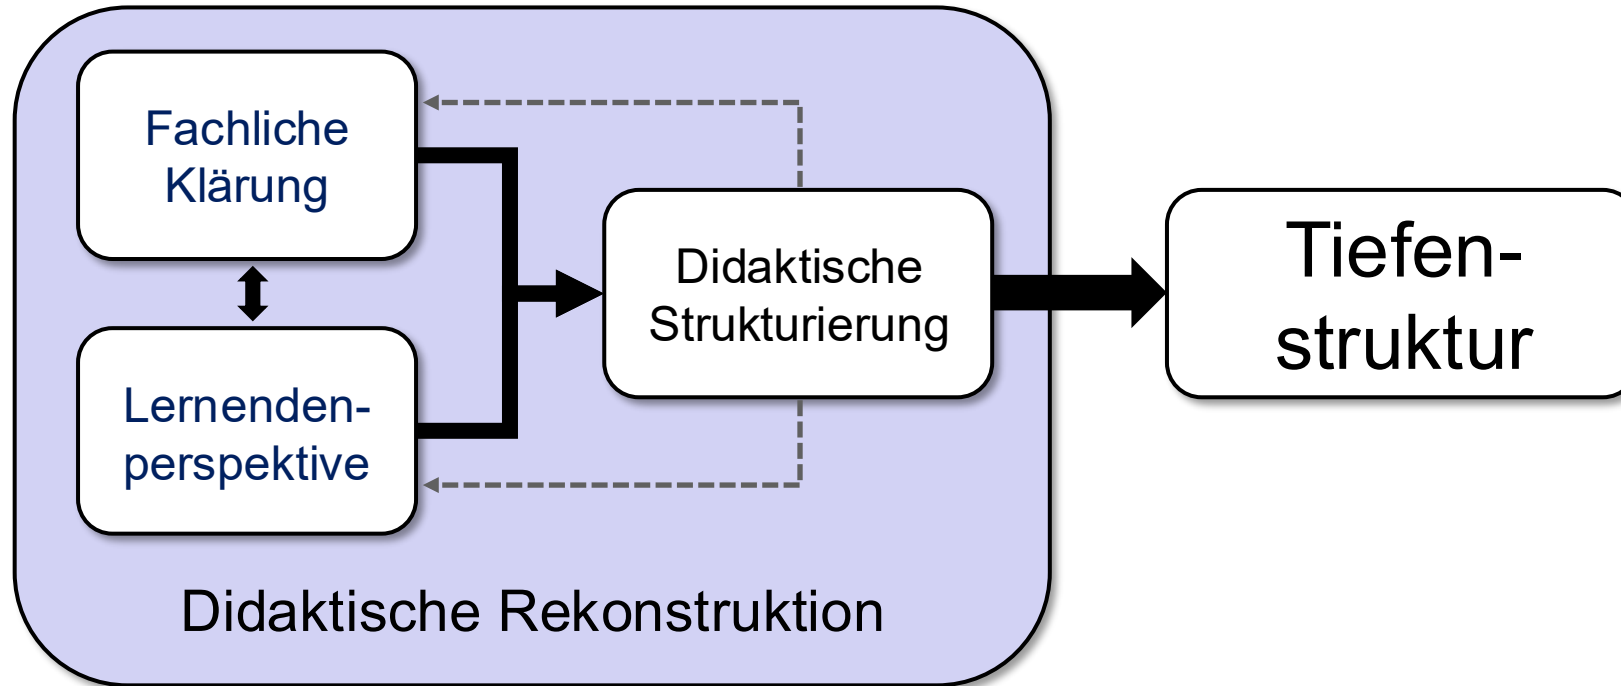 Fachliche
Klärung
Lernenden-
perspektive
Didaktische
Strukturierung
Tiefen-
struktur
Didaktische Rekonstruktion